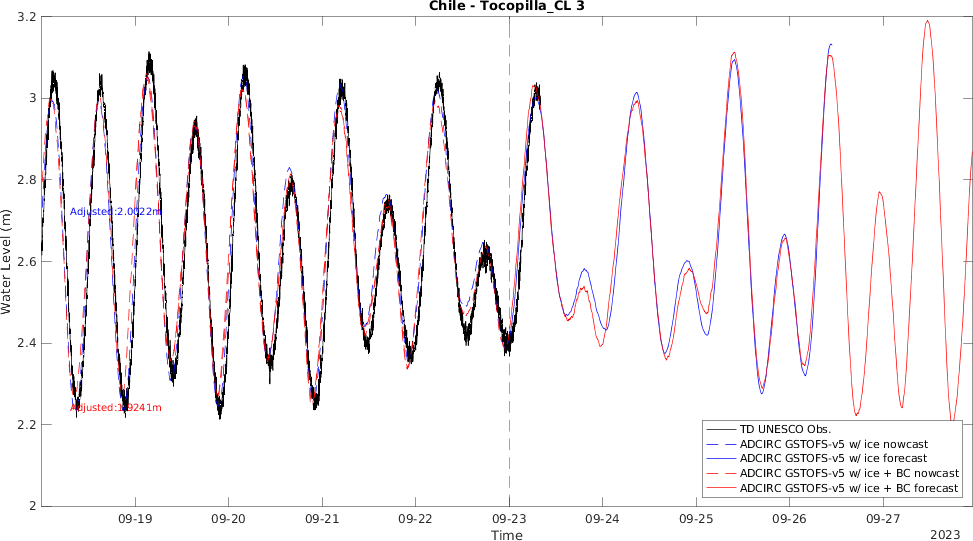 Chile - Tocopilla_CL 3
Water Level (m)
3.2
3
2.8
2.6
2.4
2.2
2
Adjusted:2.0022m
Adjusted:1.9241m
TD UNESCO Obs.
ADCIRC GSTOFS-v5 w/ ice nowcast
ADCIRC GSTOFS-v5 w/ ice forecast
ADCIRC GSTOFS-v5 w/ ice + BC nowcast
ADCIRC GSTOFS-v5 w/ ice + BC forecast
09-19 09-20 09-21 09-22 09-23 09-24 09-25 09-26 09-27
Time
2023